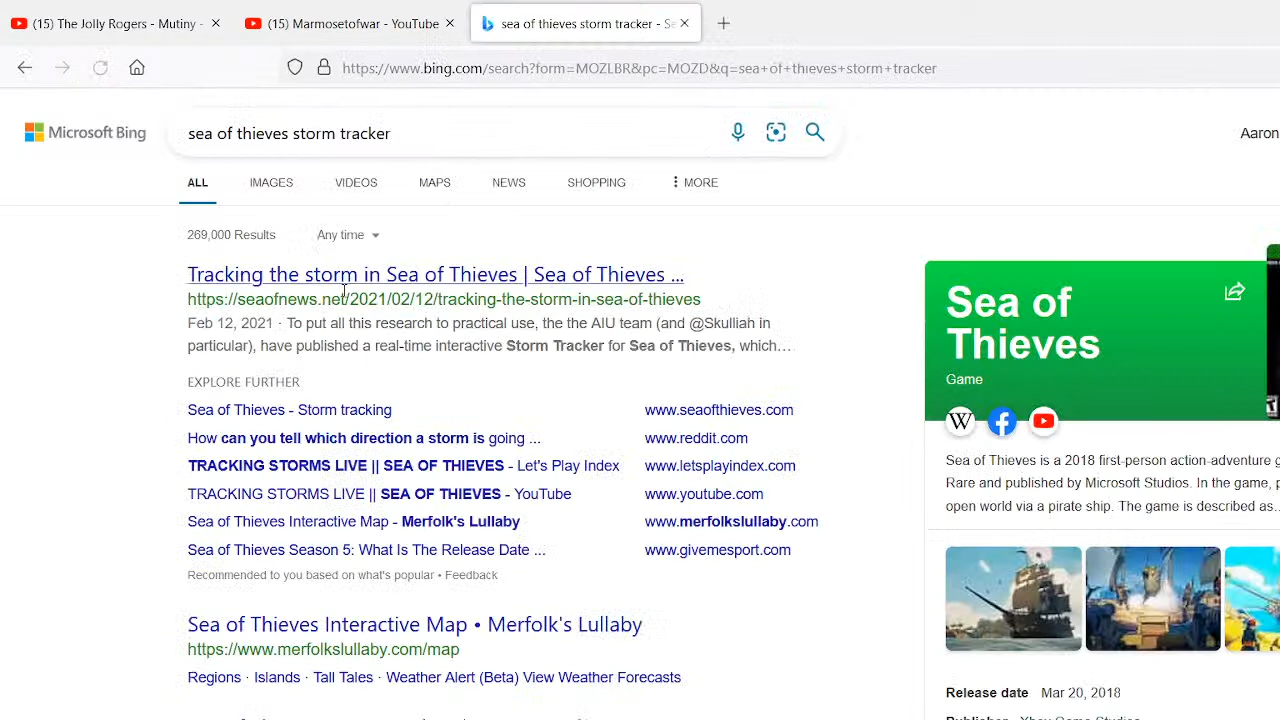 (15) The Jolly Rogers - Mutiny -
(15) Marmosetofwar - YouTube
sea of thieves storm tracker - Se
https://www.bing.com/search?form=MOZLBR&pc=MOZD&q=sea+of+thieves+storm+tracker
Microsoft Bing
sea of thieves storm tracker
Aaron
ALL IMAGES VIDEOS MAPS NEWS SHOPPING MORE
269,000 Results Any time
Tracking the storm in Sea of Thieves | Sea of Thieves ...
https://seaofnews.net/2021/02/12/tracking-the-storm-in-sea-of-thieves
Feb 12, 2021 · To put all this research to practical use, the the AIU team (and @Skulliah in
particular), have published a real-time interactive Storm Tracker for Sea of Thieves, which…
EXPLORE FURTHER
Sea of Thieves - Storm tracking www.seaofthieves.com
How can you tell which direction a storm is going ... www.reddit.com
TRACKING STORMS LIVE || SEA OF THIEVES - Let's Play Index www.letsplayindex.com
TRACKING STORMS LIVE || SEA OF THIEVES - YouTube www.youtube.com
Sea of Thieves Interactive Map - Merfolk's Lullaby www.merfolkslullaby.com
Sea of Thieves Season 5: What Is The Release Date ... www.givemesport.com
Recommended to you based on what's popular • Feedback
Sea of Thieves Interactive Map • Merfolk's Lullaby
https://www.merfolkslullaby.com/map
Regions · Islands · Tall Tales · Weather Alert (Beta) View Weather Forecasts
Sea of
Thieves
Game
W
Sea of Thieves is a 2018 first-person action-adventure g
Rare and published by Microsoft Studios. In the game, p
open world via a pirate ship. The game is described as…
Release date Mar 20, 2018
Publisher Xbox Game Studios